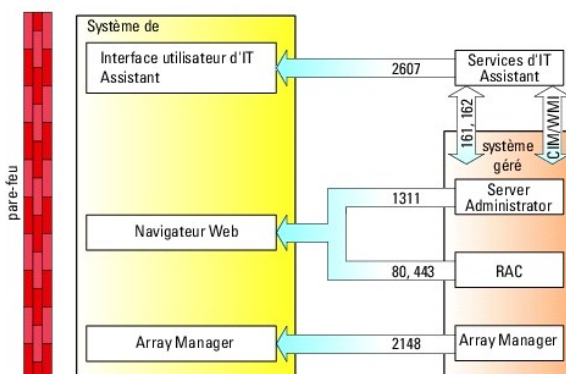 pare-feu
Système de
Interface utilisateur d'IT
Assistant
2607
Services d'IT
Assistant
161, 162
CIM/WMI
système
géré
1311
Server
Administrator
Navigateur Web
80, 443
RAC
Array Manager
2148
Array Manager